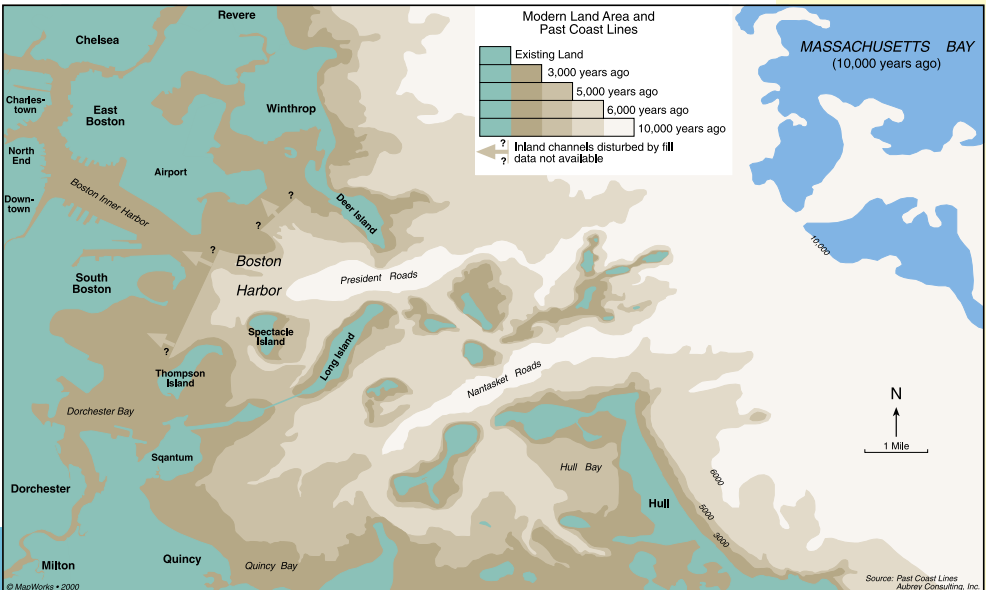 Modern Land Area and
Past Coast Lines
Existing Land
3,000 years ago
5,000 years ago
6,000 years ago
10,000 years ago
?
?
Inland channels disturbed by fill
data not available
MASSACHUSETTS BAY
(10,000 years ago)
Revere
Chelsea
Charles-
town
East
Boston
Winthrop
North
End
Airport
Down-
town
Boston Inner Harbor
Deer Island
?
?
?
?
Boston
Harbor
President Roads
10,000
South
Boston
Spectacle
Island
Long Island
Thompson
Island
Nantasket Roads
Dorchester Bay
N
1 Mile
Sqantum
Hull Bay
6000
5000
3000
Dorchester
Hull
Milton
Quincy
Quincy Bay
© MapWorks • 2000
Source: Past Coast Lines
Aubrey Consulting, Inc.